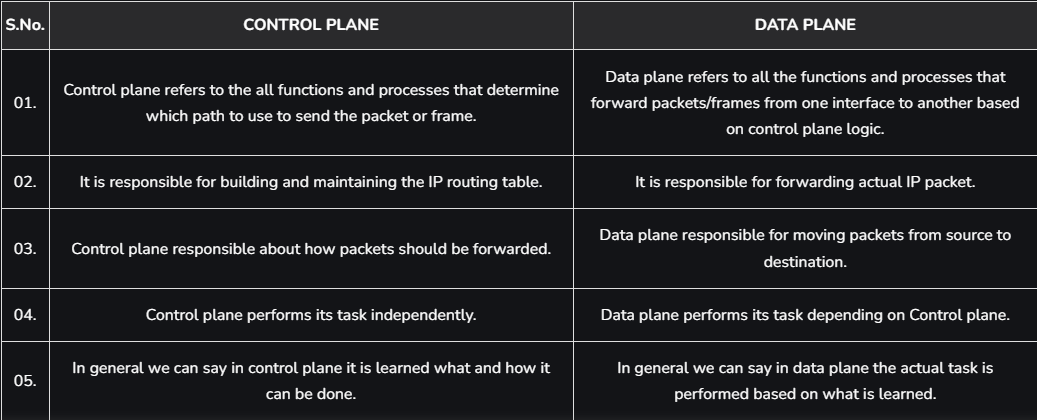 S.No. CONTROL PLANE DATA PLANE
01. Control plane refers to the all functions and processes that determine
which path to use to send the packet or frame.
Data plane refers to all the functions and processes that
forward packets/frames from one interface to another based
on control plane logic.
02. It is responsible for building and maintaining the IP routing table. It is responsible for forwarding actual IP packet.
03. Control plane responsible about how packets should be forwarded.
Data plane responsible for moving packets from source to
destination.
04. Control plane performs its task independently. Data plane performs its task depending on Control plane.
05. In general we can say in control plane it is learned what and how it
can be done.
In general we can say in data plane the actual task is
performed based on what is learned.